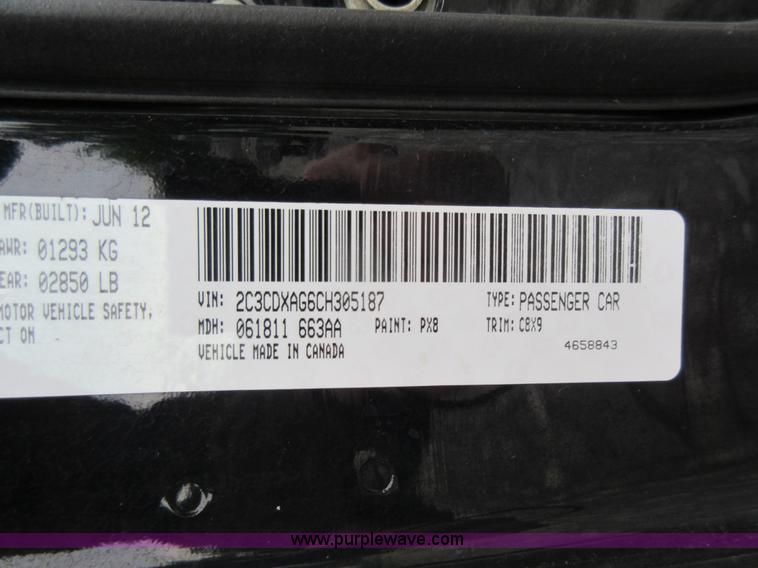 MFR(BUILT): JUN 12
AWR: 01293 KG
EAR: 02850 LB
MOTOR VEHICLE SAFETY,
CT ON
VIN: 2C3CDXAG6CH305187 TYPE: PASSENGER CAR
MDH: 061811 663AA PAINT: PX8 TRIM: C8X9
VEHICLE MADE IN CANADA 4658843
www.purplewave.com